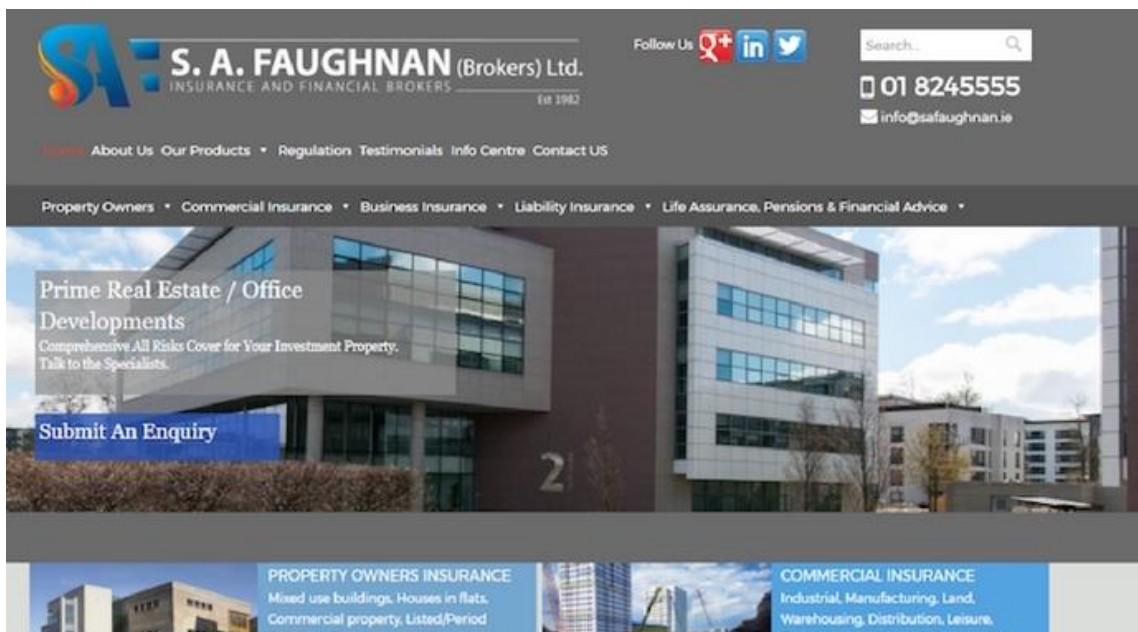 S. A. FAUGHNAN (Brokers) Ltd.
INSURANCE AND FINANCIAL BROKERS
Est 1982
Follow Us
Search..
01 8245555
info@safaughnan.ie
Home About Us Our Products Regulation Testimonials Info Centre Contact US
Property Owners Commercial Insurance Business Insurance Liability Insurance Life Assurance, Pensions & Financial Advice
Prime Real Estate / Office
Developments
Comprehensive All Risks Cover for Your Investment Property.
Talk to the Specialists.
Submit An Enquiry
2
PROPERTY OWNERS INSURANCE
Mixed use buildings, Houses in flats,
Commercial property, Listed/Period
COMMERCIAL INSURANCE
Industrial, Manufacturing, Land,
Warehousing, Distribution, Leisure,